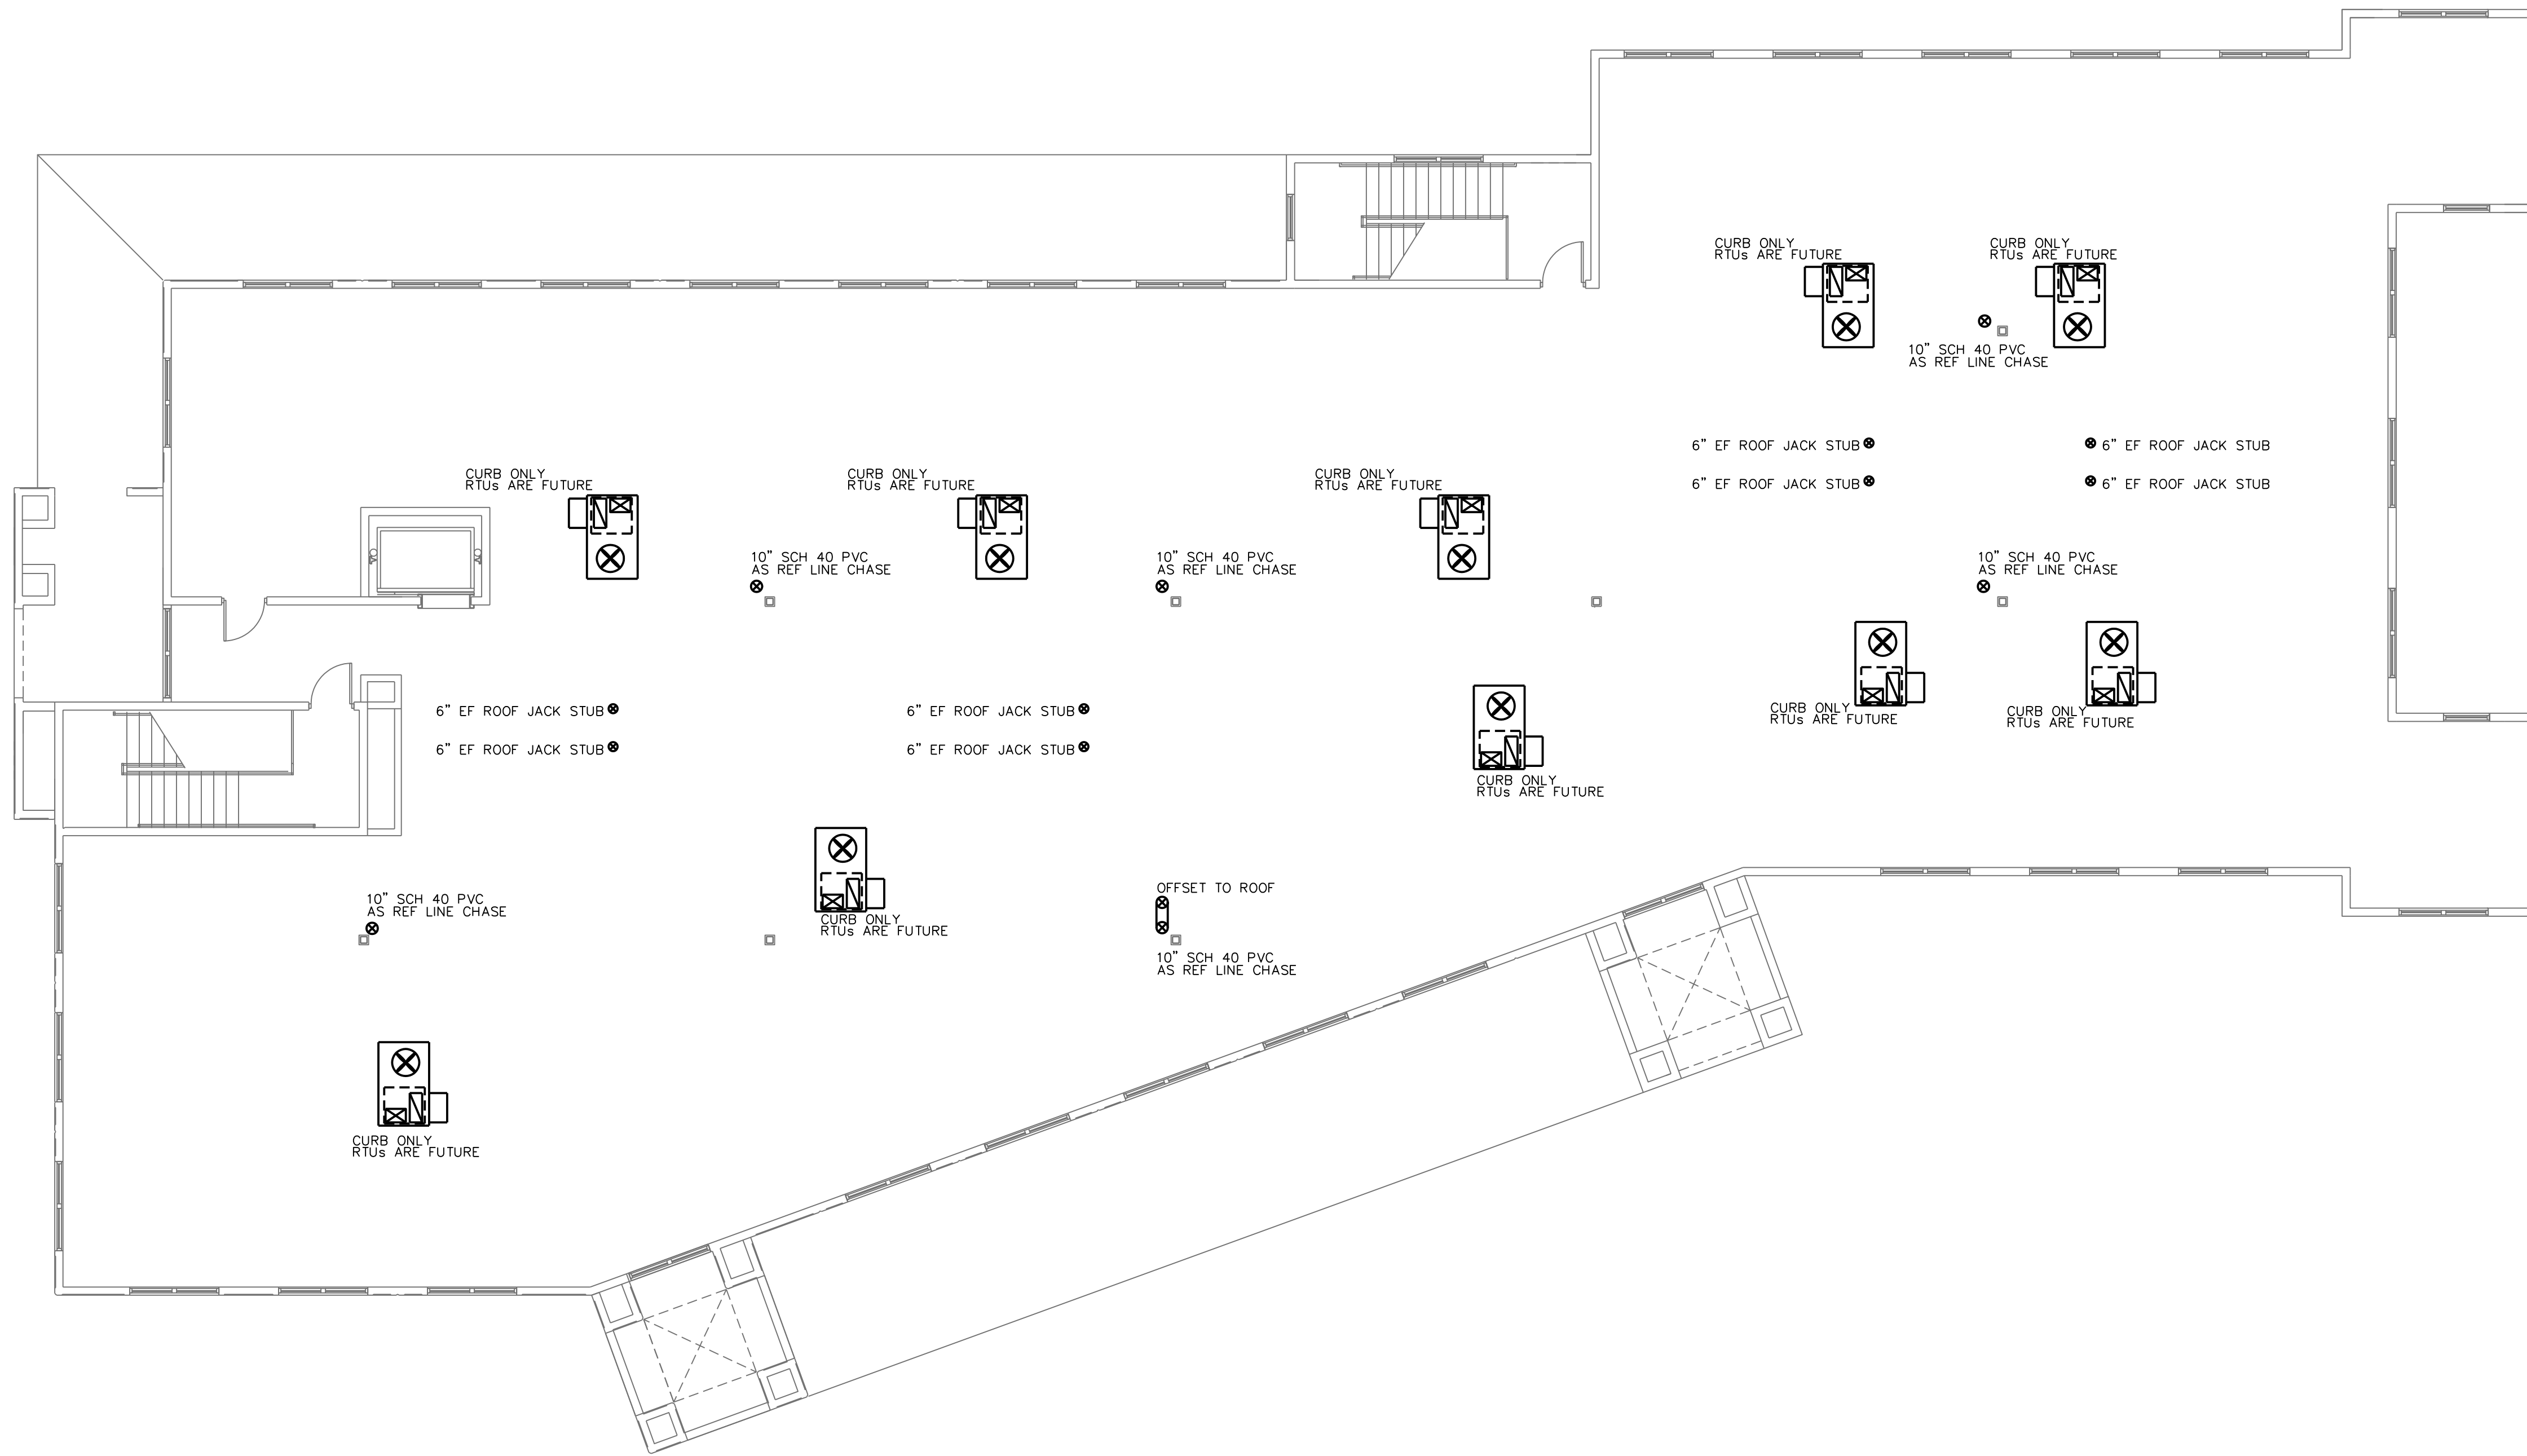 CURB ONLY
RTUs ARE FUTURE
CURB ONLY
RTUs ARE FUTURE
10" SCH 40 PVC
AS REF LINE CHASE
6" EF ROOF JACK STUB
6" EF ROOF JACK STUB
6" EF ROOF JACK STUB
6" EF ROOF JACK STUB
CURB ONLY
RTUs ARE FUTURE
CURB ONLY
RTUs ARE FUTURE
CURB ONLY
RTUs ARE FUTURE
10" SCH 40 PVC
AS REF LINE CHASE
10" SCH 40 PVC
AS REF LINE CHASE
10" SCH 40 PVC
AS REF LINE CHASE
6" EF ROOF JACK STUB
6" EF ROOF JACK STUB
6" EF ROOF JACK STUB
6" EF ROOF JACK STUB
CURB ONLY
RTUs ARE FUTURE
CURB ONLY
RTUs ARE FUTURE
CURB ONLY
RTUs ARE FUTURE
10" SCH 40 PVC
AS REF LINE CHASE
CURB ONLY
RTUs ARE FUTURE
OFFSET TO ROOF
10" SCH 40 PVC
AS REF LINE CHASE
CURB ONLY
RTUs ARE FUTURE